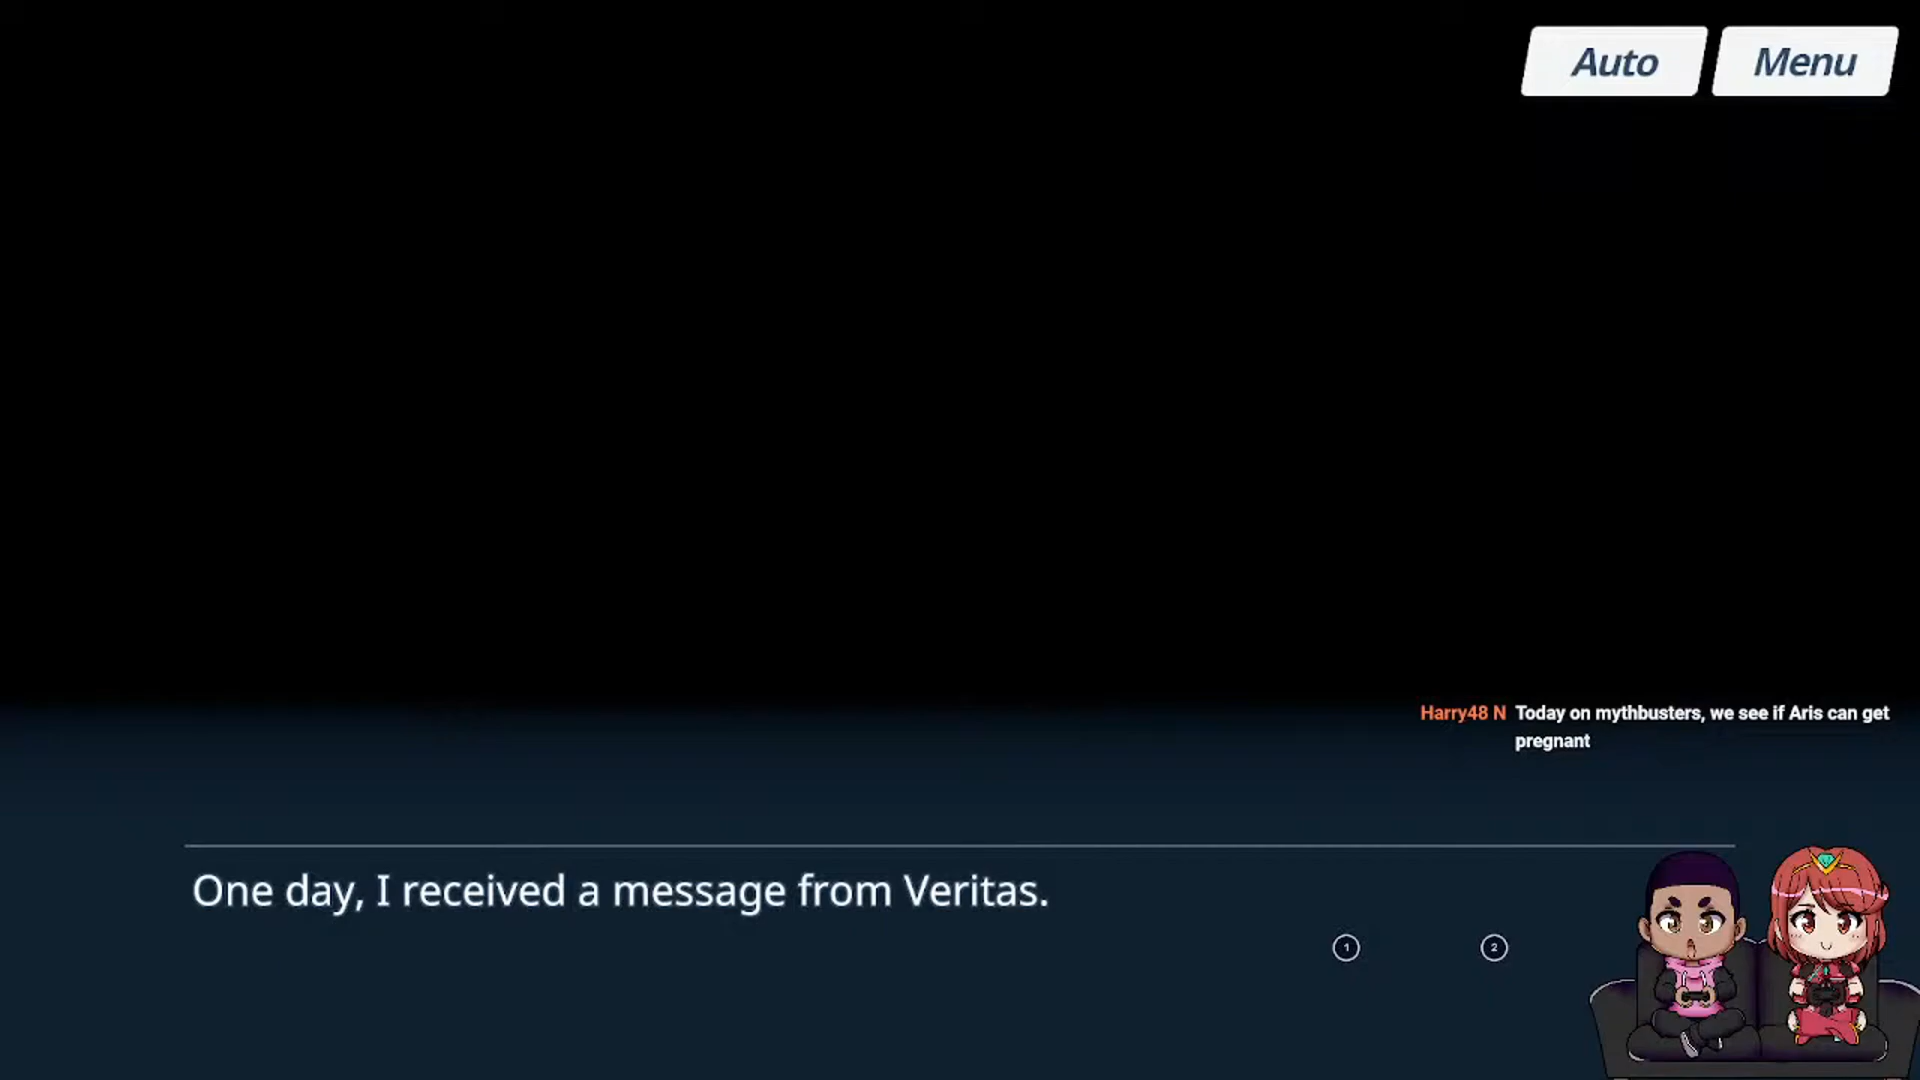 Auto
Menu
Harry48 N Today on mythbusters, we see if Aris can get
pregnant
One day, I received a message from Veritas.
1
2